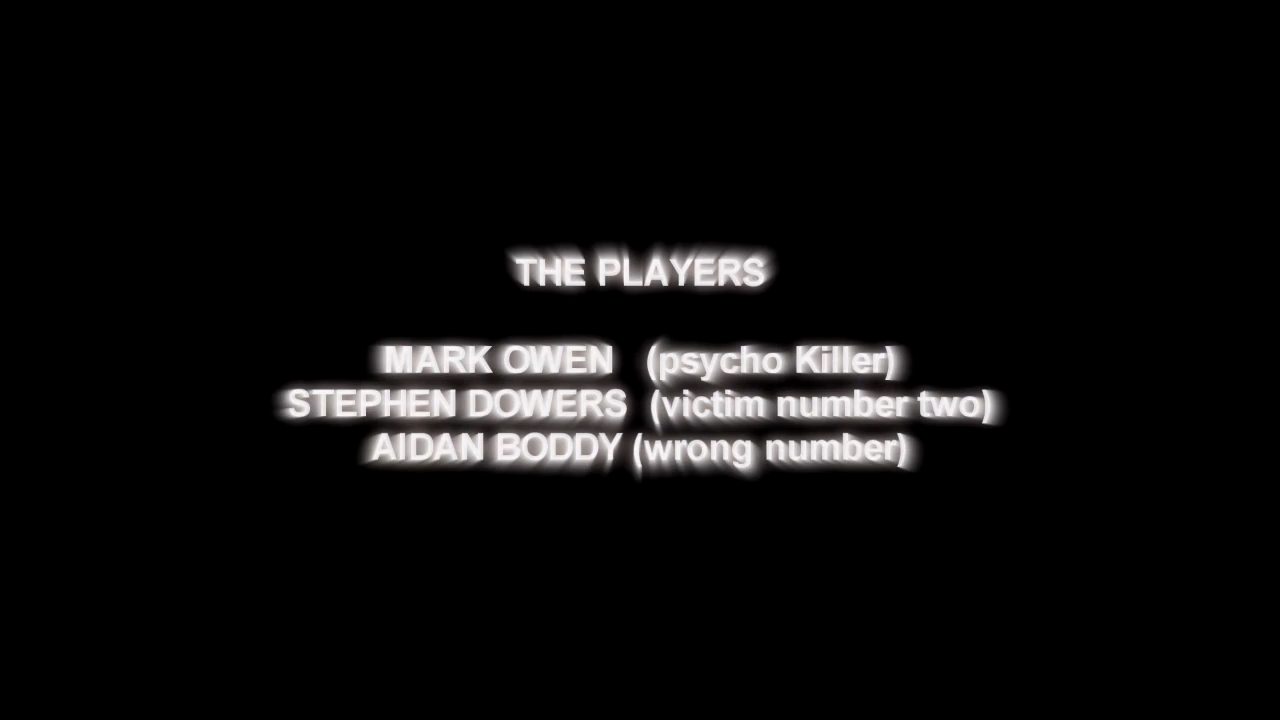 THE PLAYERS
MARK OWEN (psycho Killer)
STEPHEN DOWERS (victim number two)
AIDAN BODDY (wrong number)